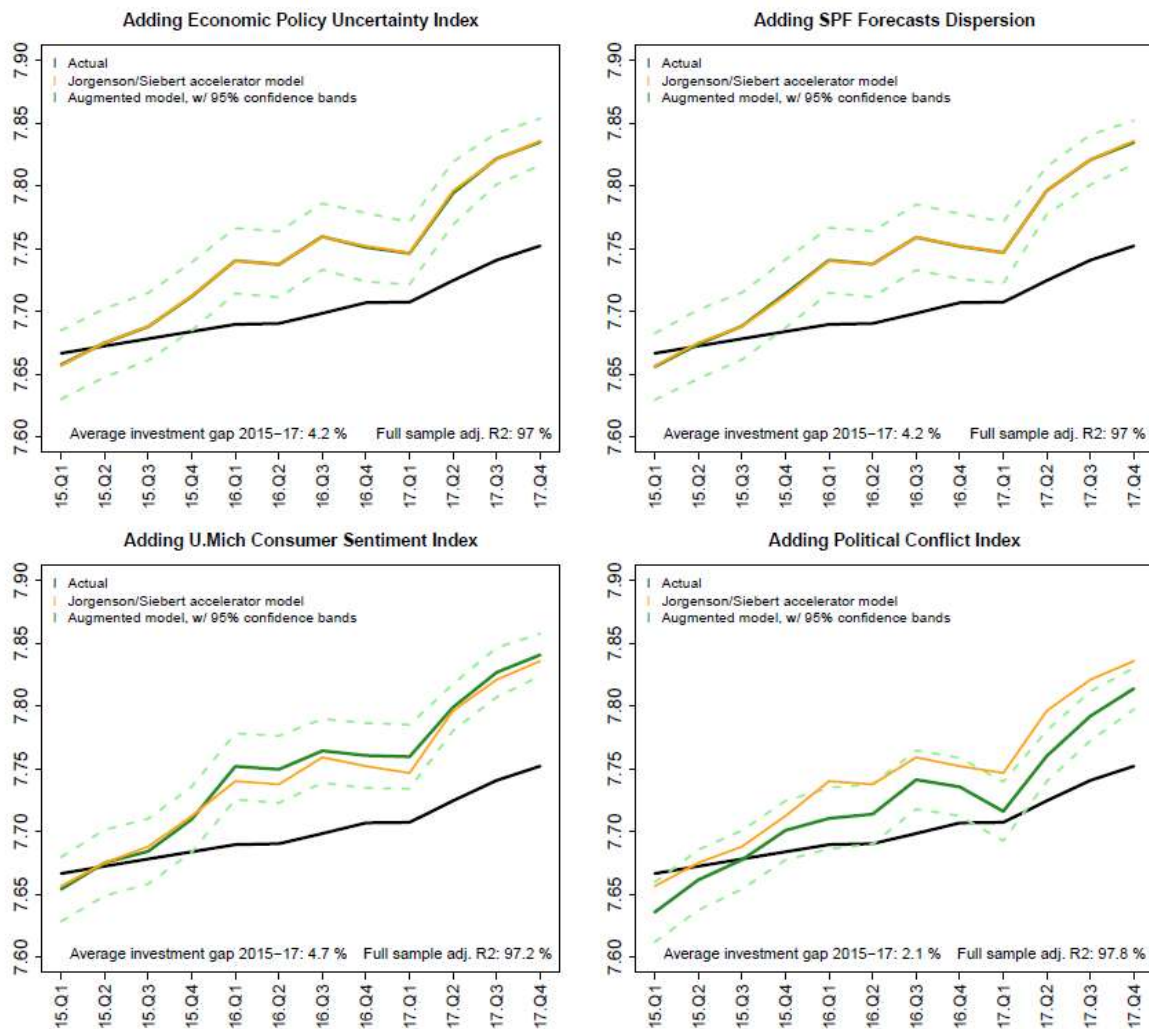 Adding Economic Policy Uncertainty Index
7.90
7.85
7.80
7.75
7.70
7.65
7.60
Actual
Jorgenson/Siebert accelerator model
Augmented model, w/ 95% confidence bands
Average investment gap 2015−17: 4.2 % Full sample adj. R2: 97 %
15.Q1
15.Q2
15.Q3
15.Q4
16.Q1
16.Q2
16.Q3
16.Q4
17.Q1
17.Q2
17.Q3
17.Q4
Adding SPF Forecasts Dispersion
7.90
7.85
7.80
7.75
7.70
7.65
7.60
Actual
Jorgenson/Siebert accelerator model
Augmented model, w/ 95% confidence bands
Average investment gap 2015−17: 4.2 % Full sample adj. R2: 97 %
15.Q1
15.Q2
15.Q3
15.Q4
16.Q1
16.Q2
16.Q3
16.Q4
17.Q1
17.Q2
17.Q3
17.Q4
Adding U.Mich Consumer Sentiment Index
7.90
7.85
7.80
7.75
7.70
7.65
7.60
Actual
Jorgenson/Siebert accelerator model
Augmented model, w/ 95% confidence bands
Average investment gap 2015−17: 4.7 % Full sample adj. R2: 97.2 %
15.Q1
15.Q2
15.Q3
15.Q4
16.Q1
16.Q2
16.Q3
16.Q4
17.Q1
17.Q2
17.Q3
17.Q4
Adding Political Conflict Index
7.90
7.85
7.80
7.75
7.70
7.65
7.60
Actual
Jorgenson/Siebert accelerator model
Augmented model, w/ 95% confidence bands
Average investment gap 2015−17: 2.1 % Full sample adj. R2: 97.8 %
15.Q1
15.Q2
15.Q3
15.Q4
16.Q1
16.Q2
16.Q3
16.Q4
17.Q1
17.Q2
17.Q3
17.Q4